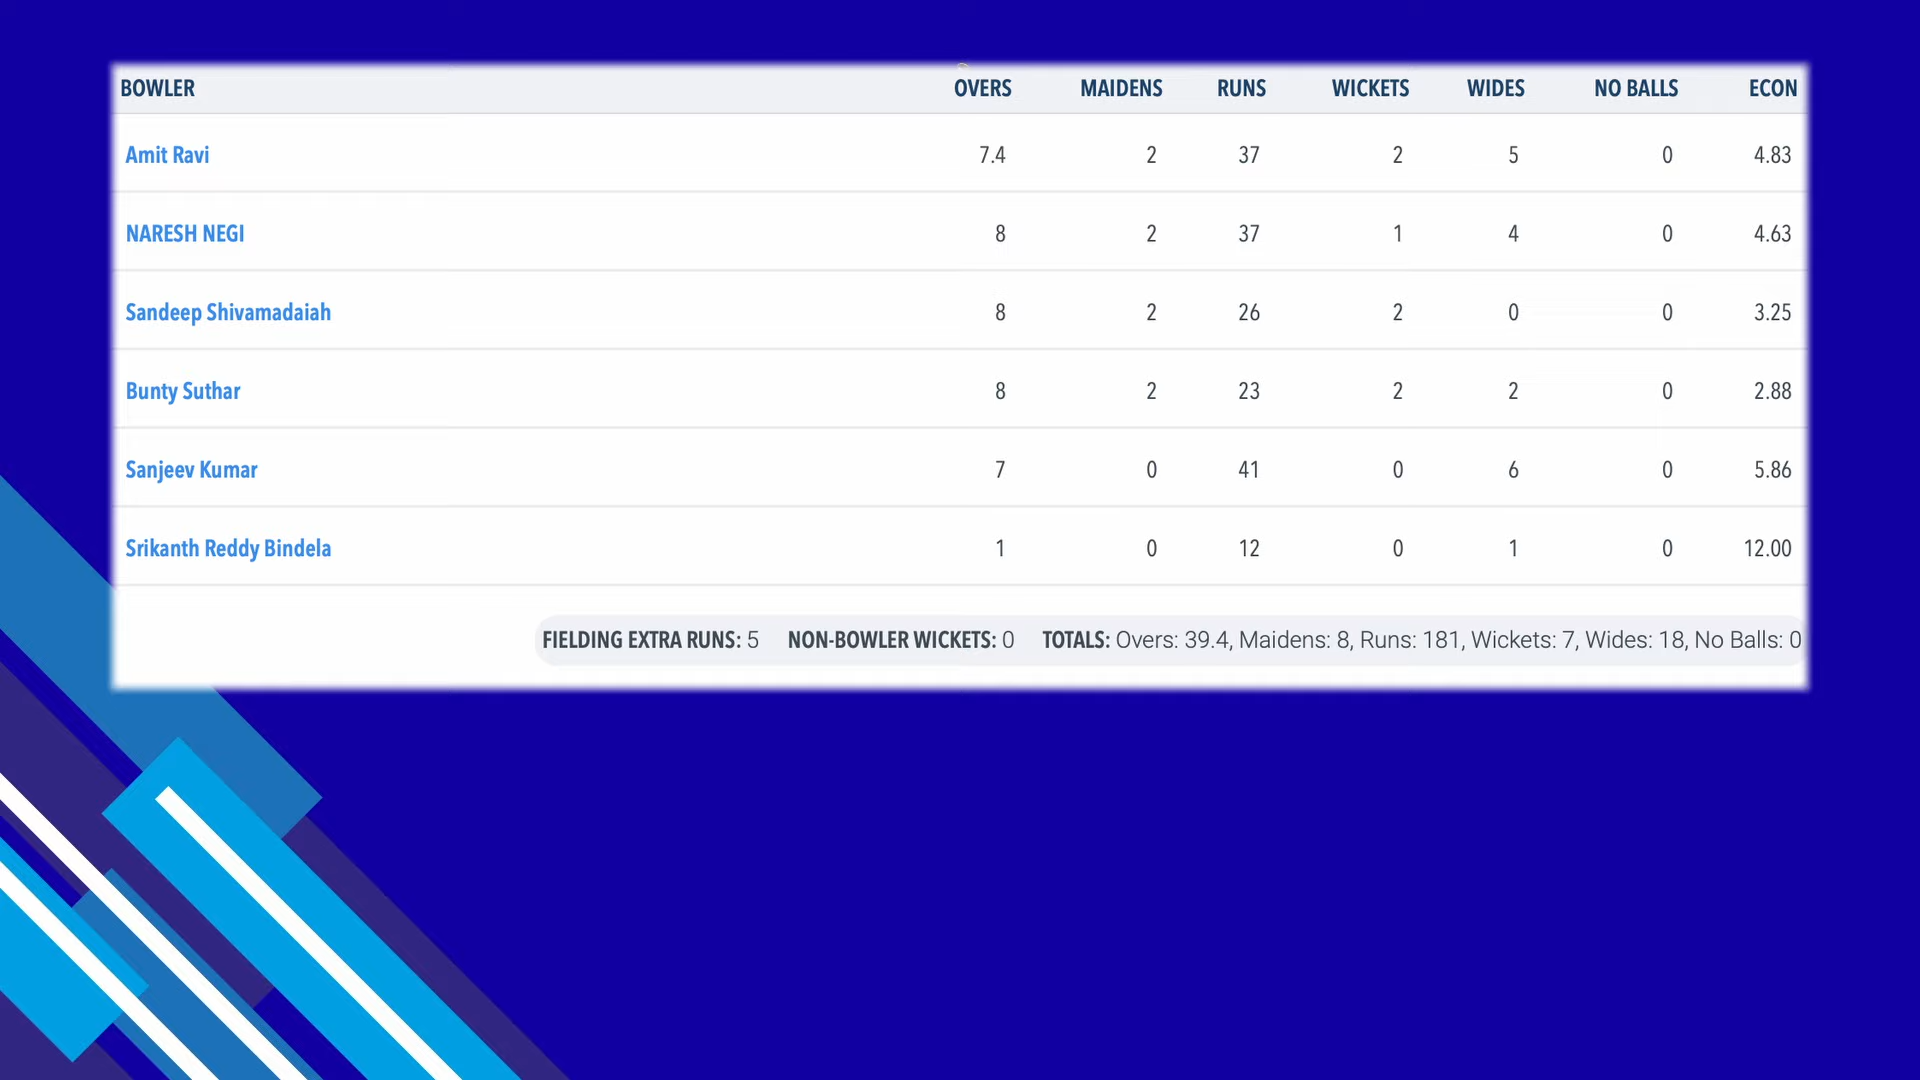 BOWLER OVERS MAIDENS RUNS WICKETS WIDES NO BALLS ECON
Amit Ravi 7.4 2 37 2 5 0 4.83
NARESH NEGI 8 2 37 1 4 0 4.63
Sandeep Shivamadaiah 8 2 26 2 0 0 3.25
Bunty Suthar 8 2 23 2 2 0 2.88
Sanjeev Kumar 7 0 41 0 6 0 5.86
Srikanth Reddy Bindela 1 0 12 0 1 0 12.00
FIELDING EXTRA RUNS: 5 NON-BOWLER WICKETS: 0 TOTALS: Overs: 39.4, Maidens: 8, Runs: 181, Wickets: 7, Wides: 18, No Balls: 0